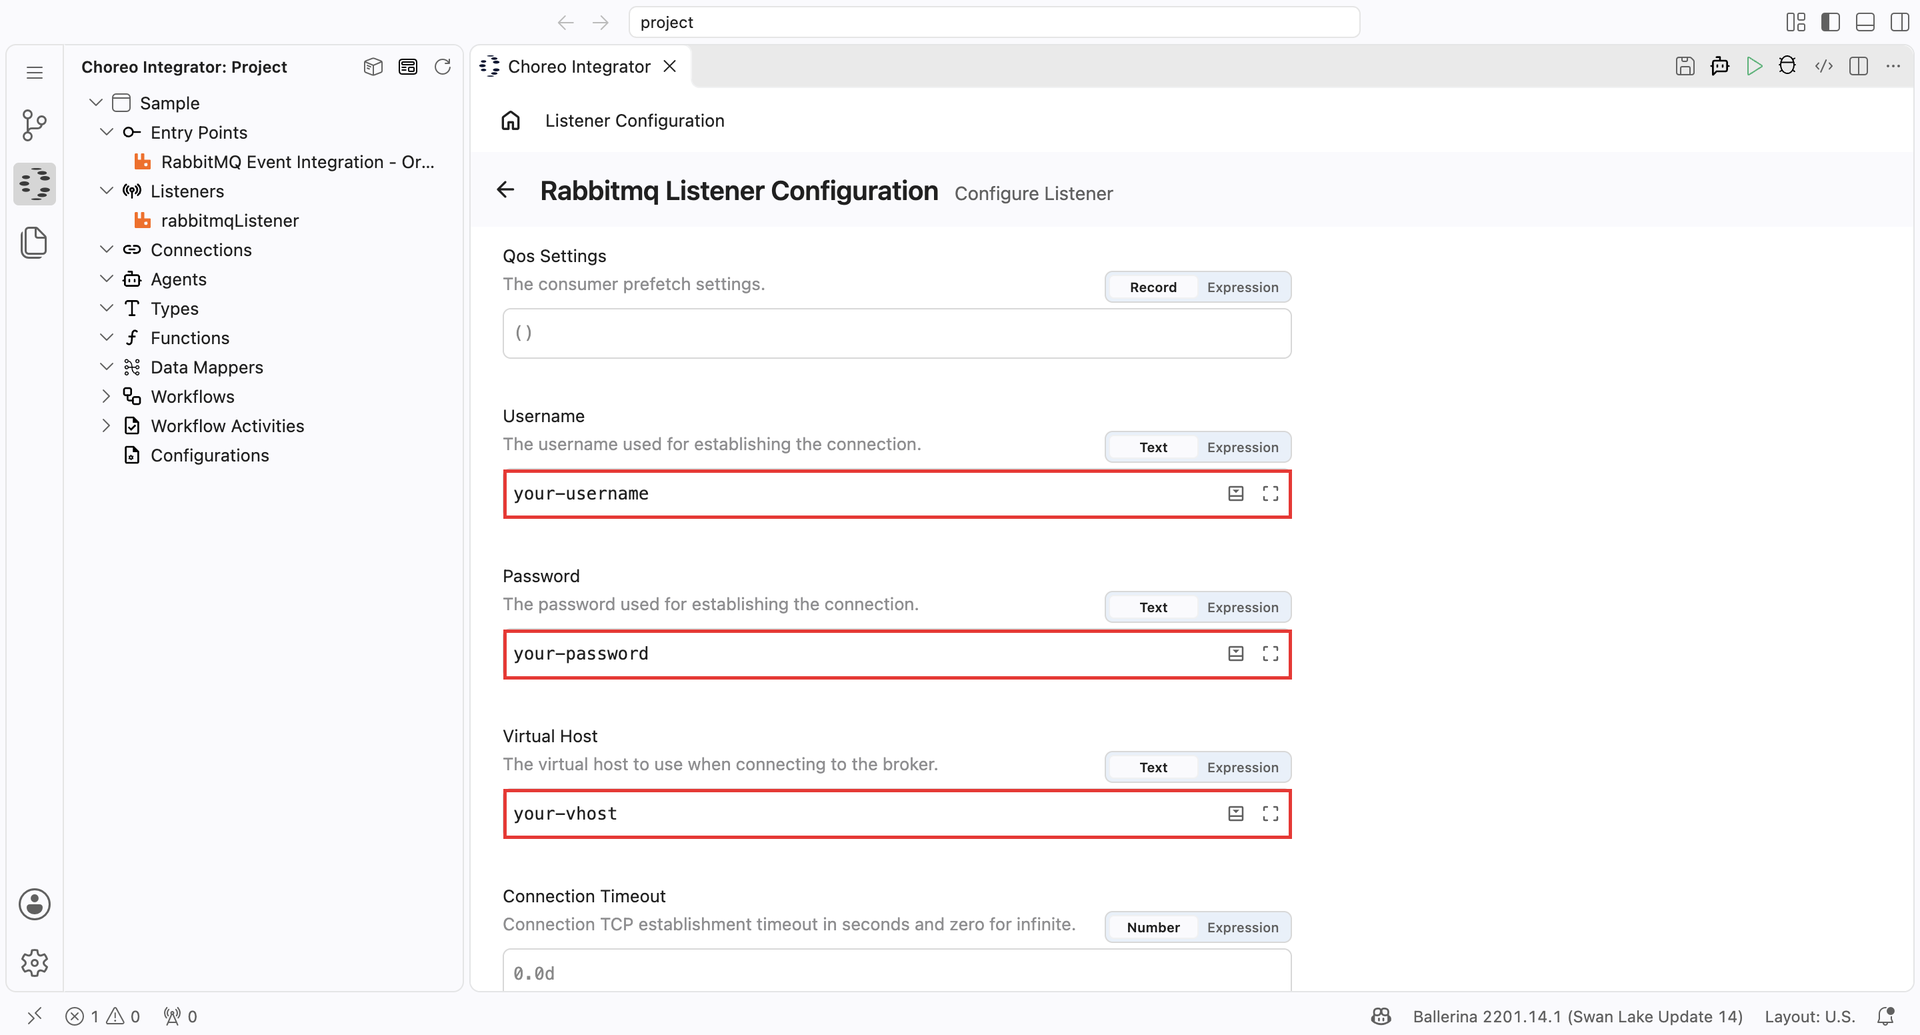 project
Choreo Integrator: Project
Sample
Entry Points
RabbitMQ Event Integration - Or...
Listeners
rabbitmqListener
Connections
Agents
Types
Functions
Data Mappers
Workflows
Workflow Activities
Configurations
Choreo Integrator
Listener Configuration
Rabbitmq Listener Configuration Configure Listener
Qos Settings
The consumer prefetch settings.
Record Expression
()
Username
The username used for establishing the connection.
Text Expression
your-username
Password
The password used for establishing the connection.
Text Expression
your-password
Virtual Host
The virtual host to use when connecting to the broker.
Text Expression
your-vhost
Connection Timeout
Connection TCP establishment timeout in seconds and zero for infinite.
Number Expression
0.0d
1 0 0
Ballerina 2201.14.1 (Swan Lake Update 14) Layout: U.S.